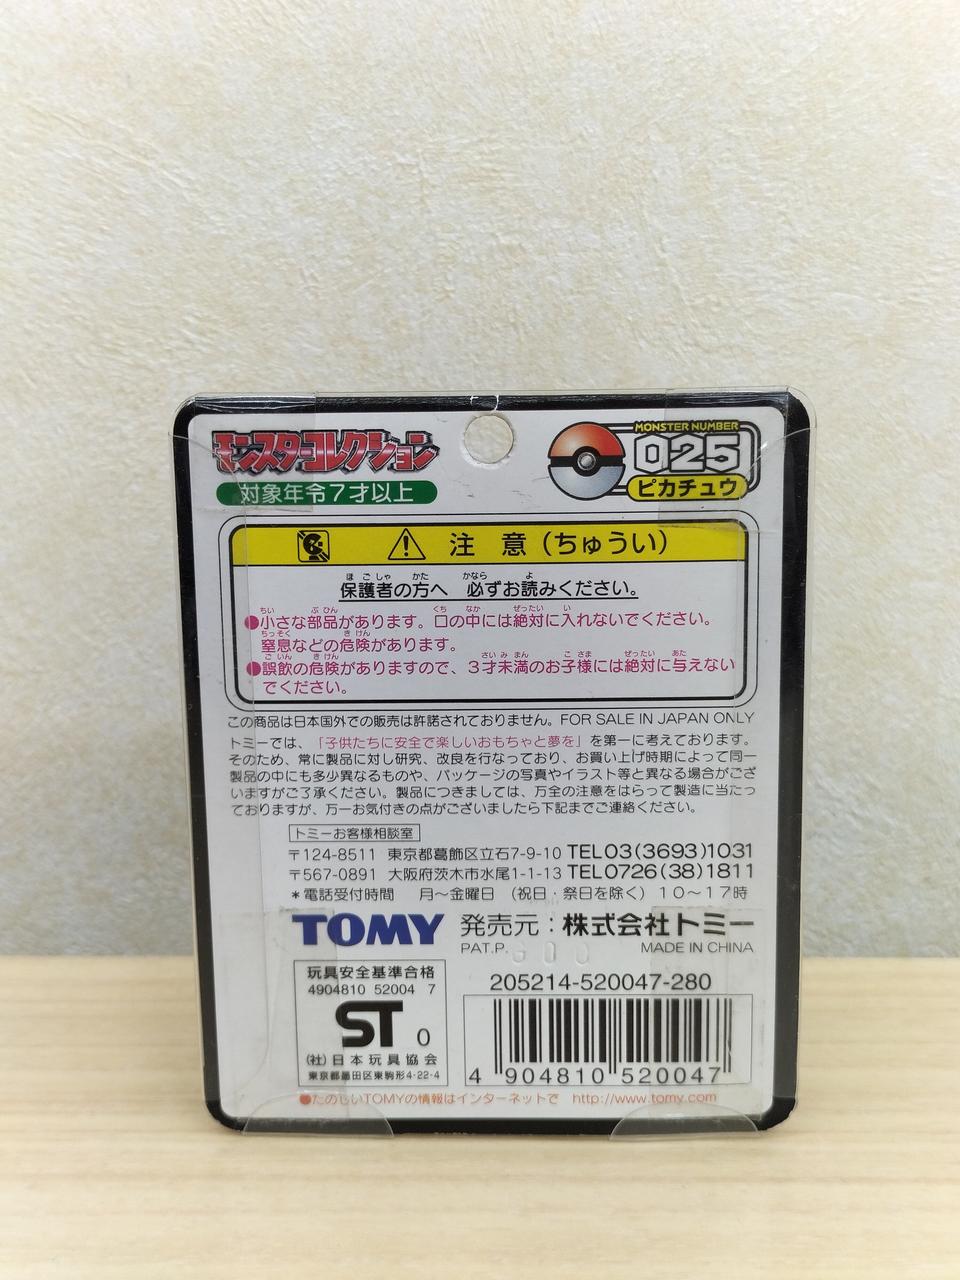 モンスターコレクション
対象年令7才以上
MONSTER NUMBER
025
ピカチュウ
注 意(ちゅうい)
保護者の方へ 必ずお読みください。
●小さな部品があります。口の中には絶対に入れないでください。
窒息などの危険があります。
●誤飲の危険がありますので、3才未満のお子様には絶対に与えない
でください。
この商品は日本国外での販売は許諾されておりません。FOR SALE IN JAPAN ONLY
トミーでは、「子供たちに安全で楽しいおもちゃと夢を」を第一に考えております。
そのため、常に製品に対し研究、改良を行なっており、お買い上げ時期によって同一
製品の中にも多少異なるものや、パッケージの写真やイラスト等と異なる場合がござ
いますがご了承ください。製品につきましては、万全の注意をはらって製造に当たっ
ておりますが、万一お気付きの点がございましたら下記までご連絡ください。
トミーお客様相談室
〒124-8511 東京都葛飾区立石7-9-10 TEL03(3693)1031
〒567-0891 大阪府茨木市水尾1-1-13 TEL0726(38)1811
*電話受付時間 月〜金曜日 (祝日・祭日を除く) 10〜17時
TOMY 発売元:株式会社トミー
PAT.P. MADE IN CHINA
玩具安全基準合格
4904810 52004 7
ST 0
(社)日本玩具協会
東京都墨田区東駒形4-22-4
205214-520047-280
4 904810 520047
●たのしいTOMYの情報はインターネットで http://www.tomy.com